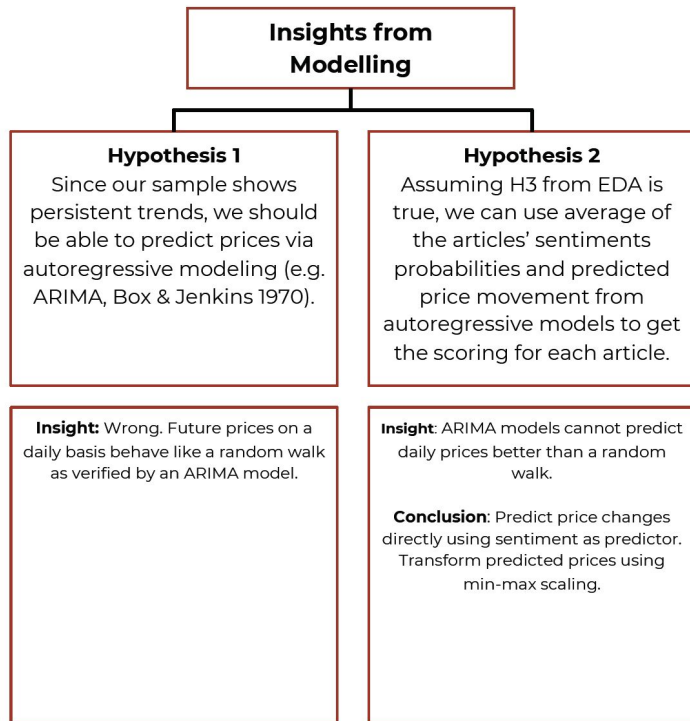 Insights from
Modelling
Hypothesis 1
Since our sample shows
persistent trends, we should
be able to predict prices via
autoregressive modeling (e.g.
ARIMA, Box & Jenkins 1970).
Hypothesis 2
Assuming H3 from EDA is
true, we can use average of
the articles’ sentiments
probabilities and predicted
price movement from
autoregressive models to get
the scoring for each article.
Insight: Wrong. Future prices on a
daily basis behave like a random walk
as verified by an ARIMA model.
Insight: ARIMA models cannot predict
daily prices better than a random
walk.
Conclusion: Predict price changes
directly using sentiment as predictor.
Transform predicted prices using
min-max scaling.